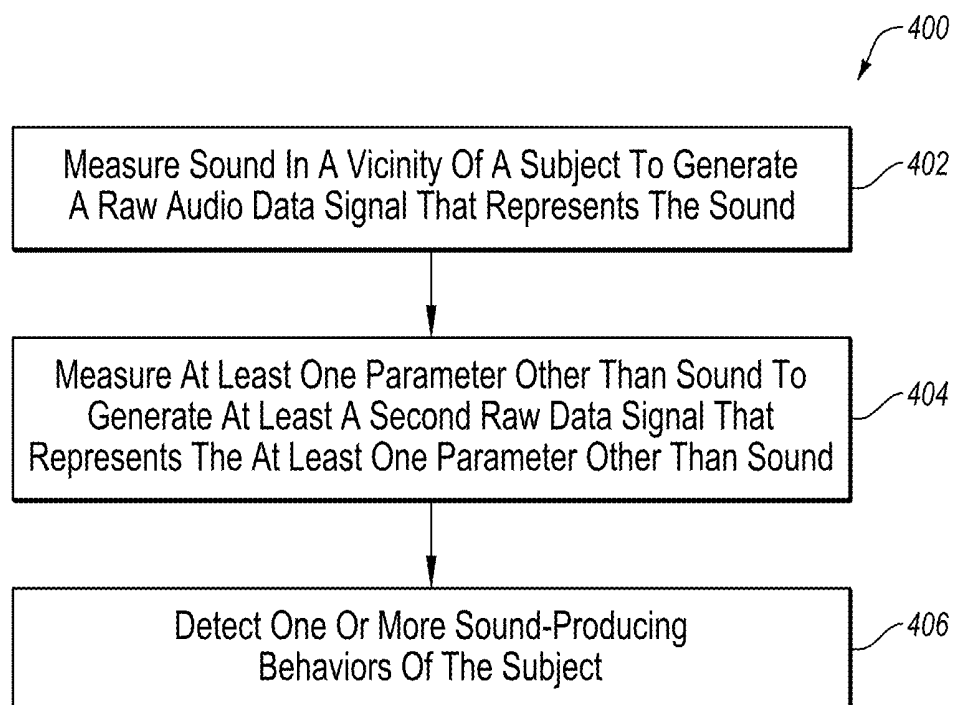 400
Measure Sound In A Vicinity Of A Subject To Generate
A Raw Audio Data Signal That Represents The Sound
402
Measure At Least One Parameter Other Than Sound To
Generate At Least A Second Raw Data Signal That
Represents The At Least One Parameter Other Than Sound
404
Detect One Or More Sound-Producing
Behaviors Of The Subject
406